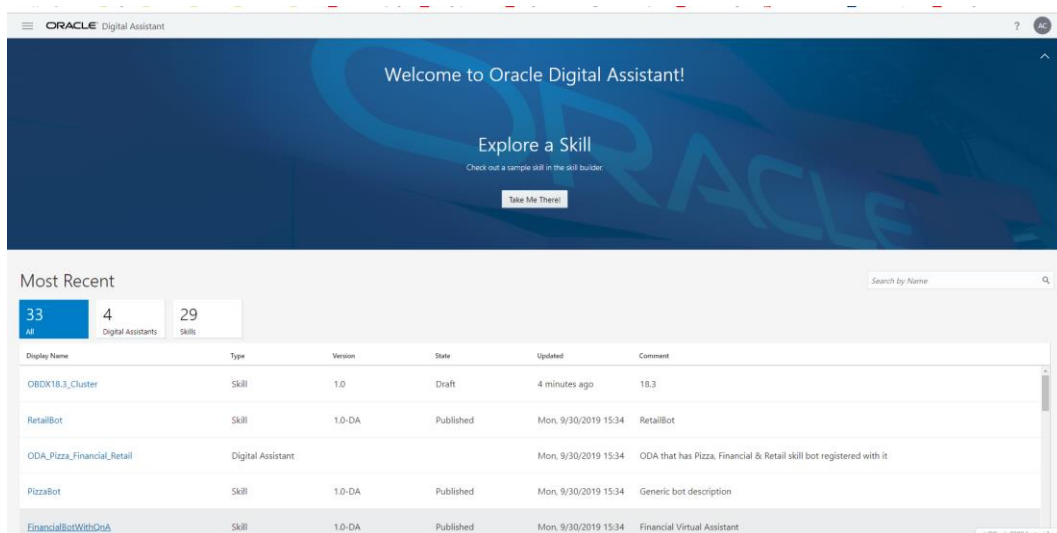 ORACLE Digital Assistant ? AC
Welcome to Oracle Digital Assistant!
ORACLE
Explore a Skill
Check out a sample skill in the skill builder.
Take Me There!
Most Recent
Search by Name
33 4 29
All Digital Assistants Skills
Display Name Type Version State Updated Comment
OBDX18.3_Cluster Skill 1.0 Draft 4 minutes ago 18.3
RetailBot Skill 1.0-DA Published Mon, 9/30/2019 15:34 RetailBot
ODA_Pizza_Financial_Retail Digital Assistant Mon, 9/30/2019 15:34 ODA that has Pizza, Financial & Retail skill bot registered with it
PizzaBot Skill 1.0-DA Published Mon, 9/30/2019 15:34 Generic bot description
FinancialBotWithQnA Skill 1.0-DA Published Mon, 9/30/2019 15:34 Financial Virtual Assistant